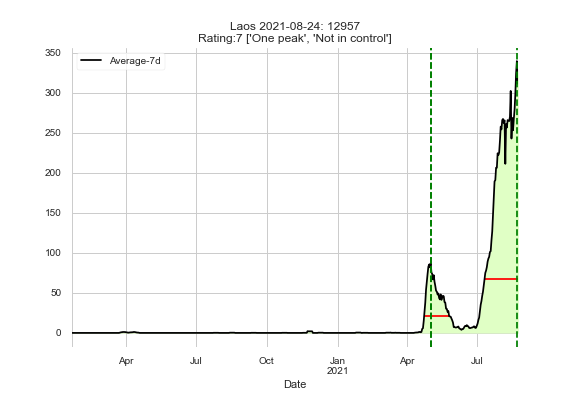 Laos 2021-08-24: 12957
Rating:7 ['One peak', 'Not in control']
Average-7d
350
300
250
200
150
100
50
0
Apr
Jul
Oct
Jan
2021
Apr
Jul
Date